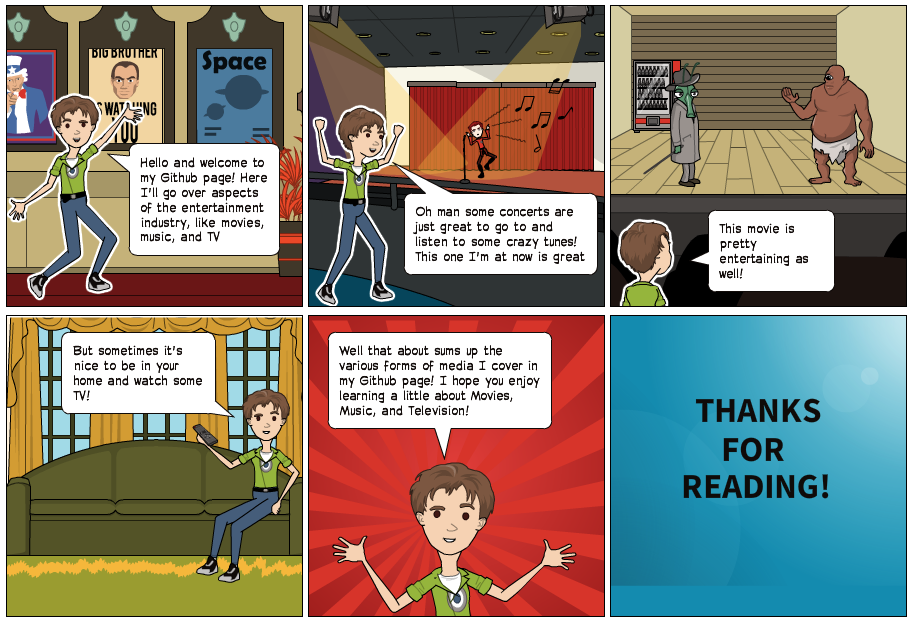 BIG BROTHER
IS WATCHING
YOU
Space
Hello and welcome to
my Github page! Here
I'll go over aspects
of the entertainment
industry, like movies,
music, and TV
Oh man some concerts are
just great to go to and
listen to some crazy tunes!
This one I'm at now is great
This movie is
pretty
entertaining as
well!
But sometimes it's
nice to be in your
home and watch some
TV!
Well that about sums up the
various forms of media I cover in
my Github page! I hope you enjoy
learning a little about Movies,
Music, and Television!
THANKS
FOR
READING!